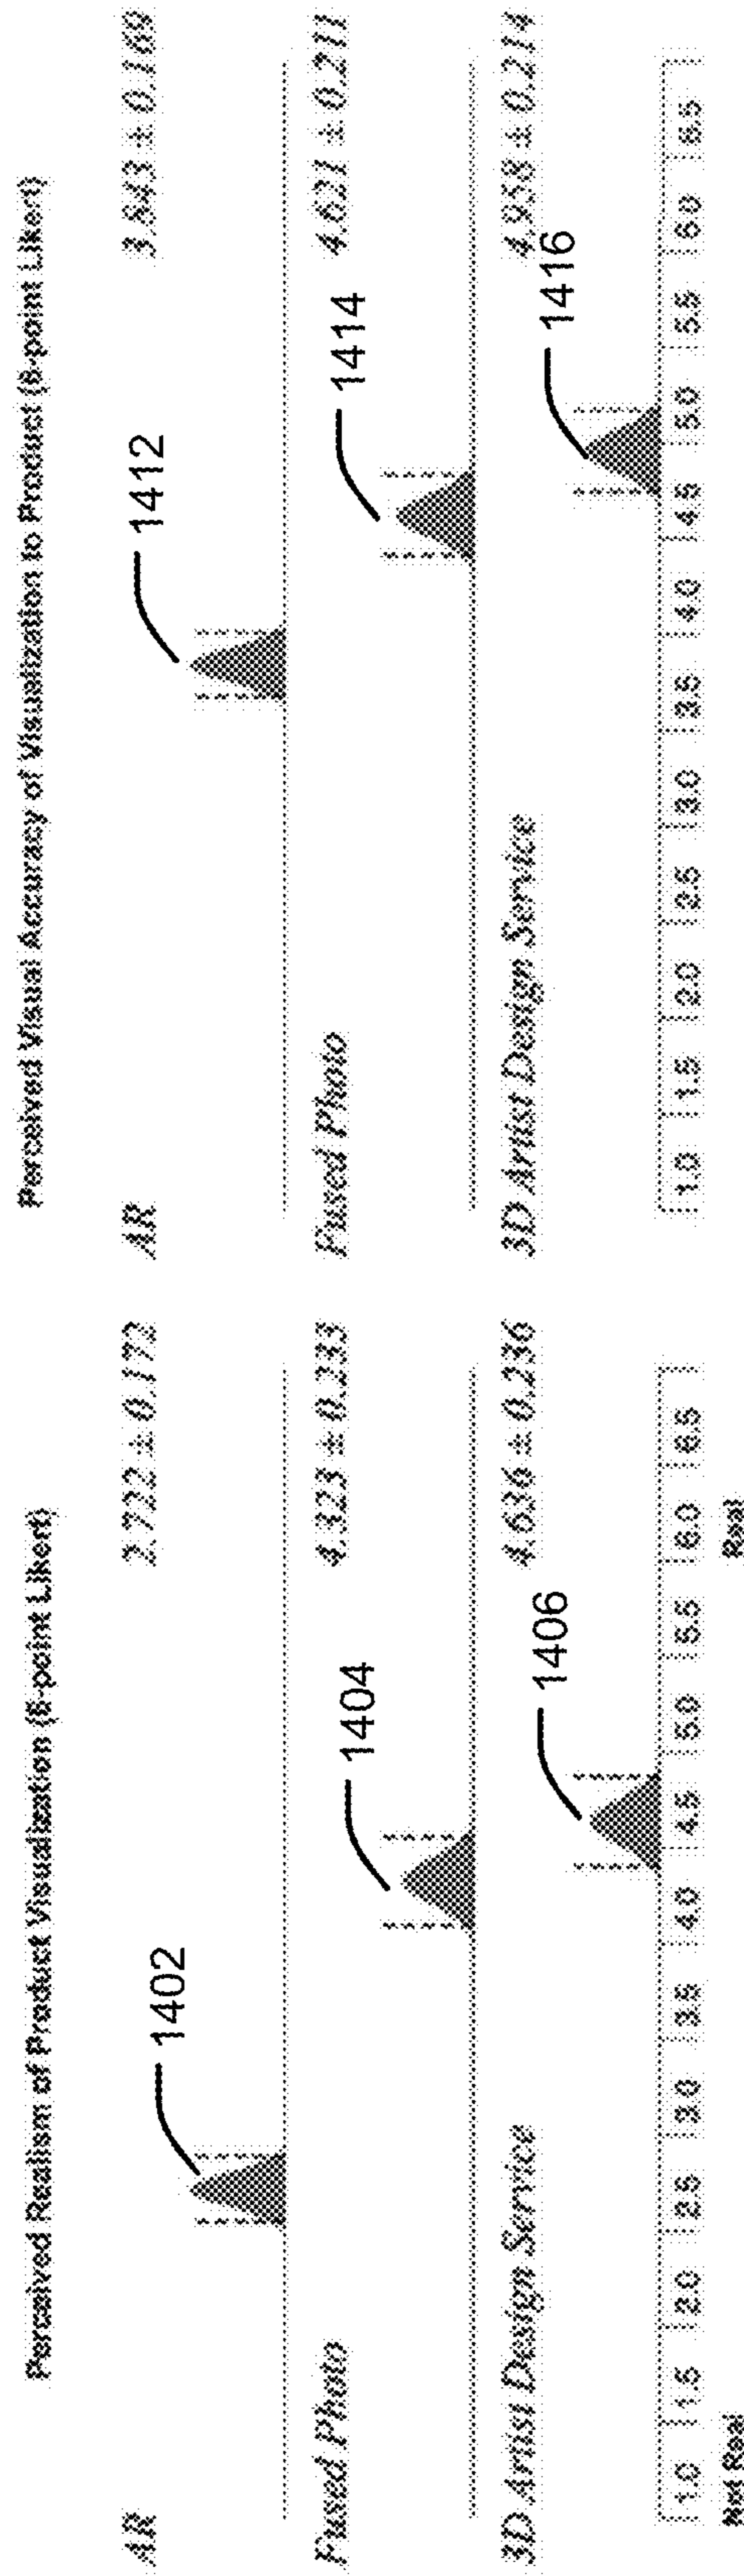 Perceived Realism of Product Visualization (6-point Likert)
AR
2.722 ± 0.172
1402
Fused Photo
4.323 ± 0.233
1404
3D Artist Design Service
4.636 ± 0.236
1406
1.0 1.5 2.0 2.5 3.0 3.5 4.0 4.5 5.0 5.5 6.0 6.5
Not Real
Real
Perceived Visual Accuracy of Visualization to Product (6-point Likert)
AR
3.843 ± 0.169
1412
Fused Photo
4.621 ± 0.211
1414
3D Artist Design Service
4.958 ± 0.214
1416
1.0 1.5 2.0 2.5 3.0 3.5 4.0 4.5 5.0 5.5 6.0 6.5